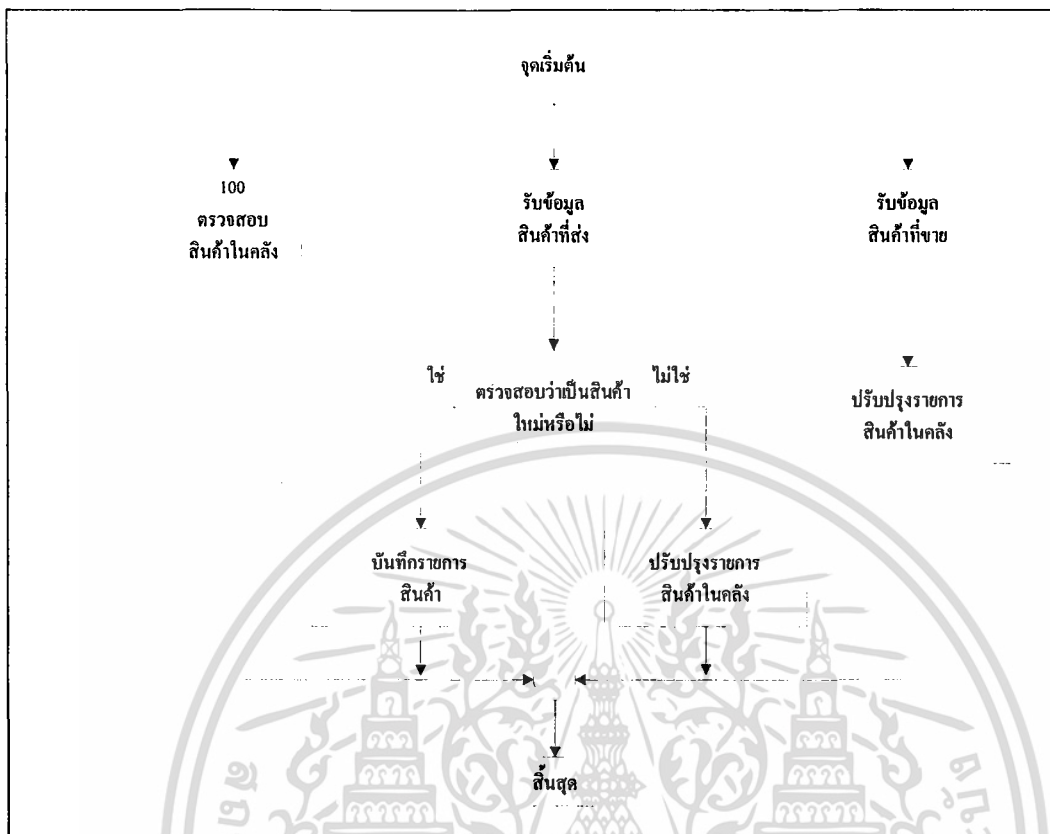 จุดเริ่มต้น
100
ตรวจสอบ
สินค้าในคลัง
รับข้อมูล
สินค้าที่ส่ง
รับข้อมูล
สินค้าที่ขาย
ใช่
ตรวจสอบว่าเป็นสินค้า
ใหม่หรือไม่
ไม่ใช่
ปรับปรุงรายการ
สินค้าในคลัง
บันทึกรายการ
สินค้า
ปรับปรุงรายการ
สินค้าในคลัง
สิ้นสุด